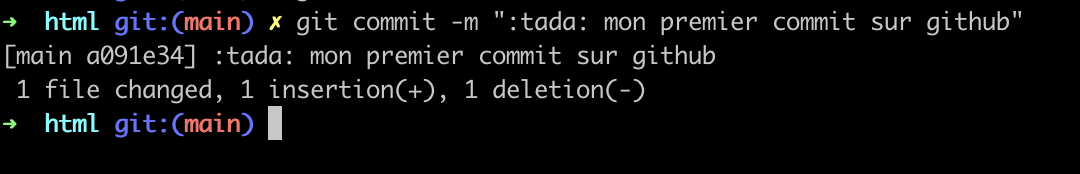 ➜  html git:(main) ✗ git commit -m ":tada: mon premier commit sur github"
[main a091e34] :tada: mon premier commit sur github
 1 file changed, 1 insertion(+), 1 deletion(-)
➜  html git:(main)